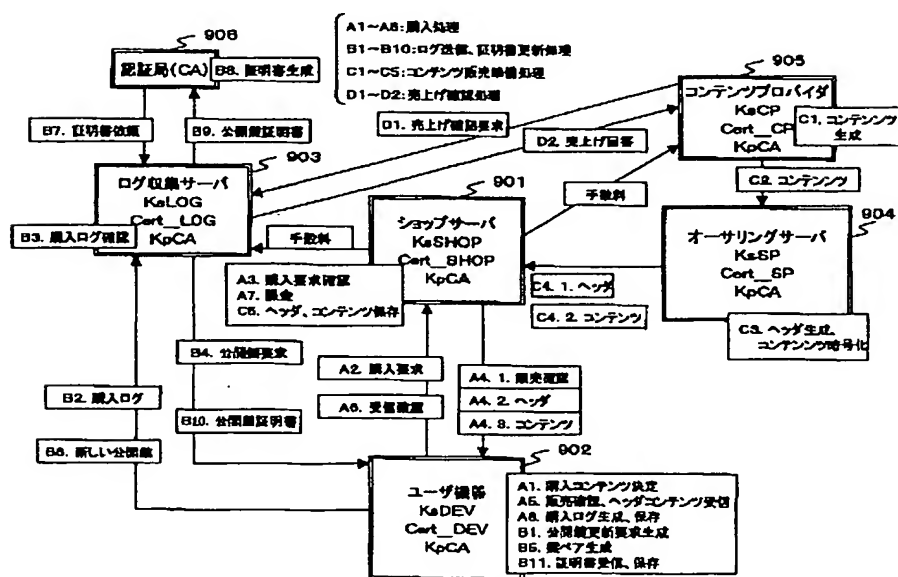 906
認証局(CA)
B8. 証明書生成
A1~A8:購入処理
B1~B10:ログ送信、証明書更新処理
C1~C5:コンテンツ販売準備処理
D1~D2:売上げ確認処理
905
コンテンツプロバイダ
KsCP
Cert_CP
KpCA
C1. コンテンツ
生成
B7. 証明書依頼
B9. 公開鍵証明書
D1. 売上げ確認要求
D2. 売上げ回答
C2. コンテンツ
903
ログ収集サーバ
KsLOG
Cert_LOG
KpCA
B3. 購入ログ確認
手数料
901
ショップサーバ
KsSHOP
Cert_SHOP
KpCA
手数料
904
オーサリングサーバ
KsSP
Cert_SP
KpCA
A3. 購入要求確認
A7. 課金
C5. ヘッダ、コンテンツ保存
C4. 1. ヘッダ
C4. 2. コンテンツ
C3. ヘッダ生成、
コンテンツ暗号化
B4. 公開鍵要求
A2. 購入要求
A4. 1. 販売確認
B2. 購入ログ
A6. 受信確認
A4. 2. ヘッダ
B10. 公開鍵証明書
A4. 3. コンテンツ
B6. 新しい公開鍵
902
ユーザ機器
KsDEV
Cert_DEV
KpCA
A1. 購入コンテンツ決定
A5. 販売確認、ヘッダコンテンツ受信
A8. 購入ログ生成、保存
B1. 公開鍵更新要求生成
B5. 鍵ペア生成
B11. 証明書受信、保存